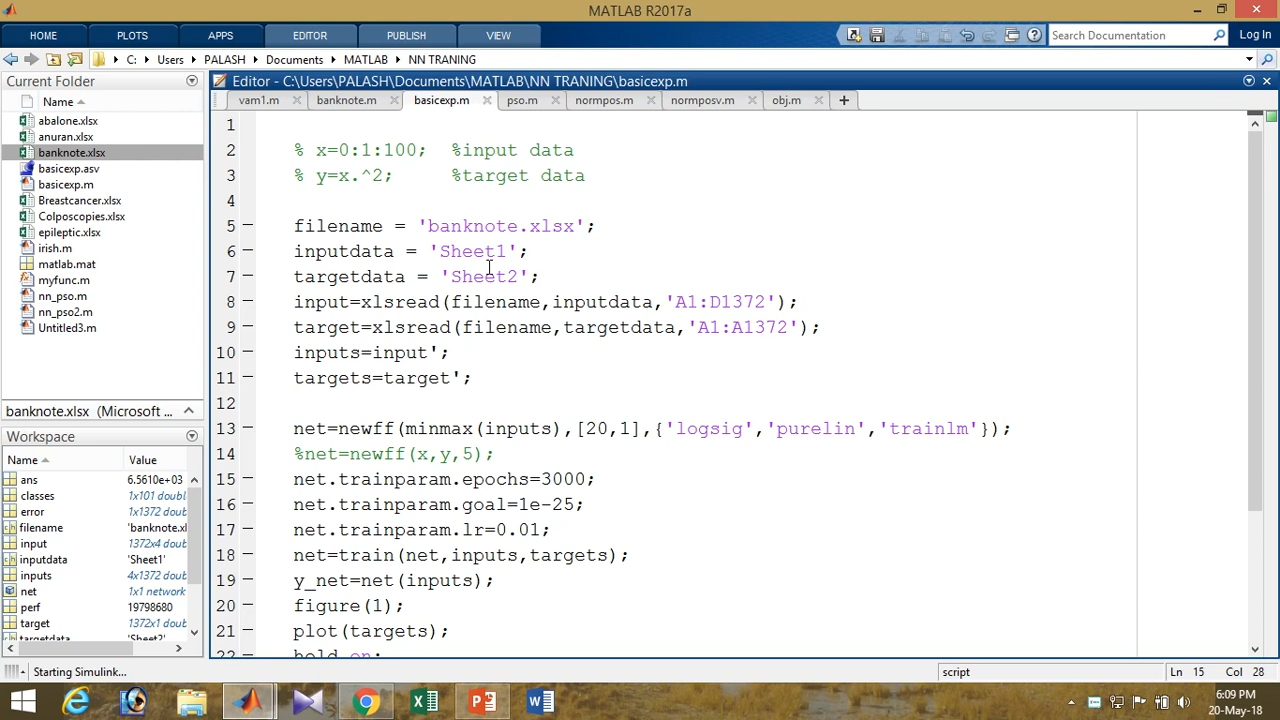 MATLAB R2017a
HOME PLOTS APPS EDITOR PUBLISH VIEW Search Documentation Log In
C: Users PALASH Documents MATLAB NN TRANING
Current Folder
Name
abalone.xlsx
anuran.xlsx
banknote.xlsx
basicexp.asv
basicexp.m
Breastcancer.xlsx
Colposcopies.xlsx
epileptic.xlsx
irish.m
matlab.mat
myfunc.m
nn_pso.m
nn_pso2.m
Untitled3.m
banknote.xlsx (Microsoft ...
Workspace
Name Value
ans 6.5610e+03
classes 1x101 doubl
error 1x1372 doub
filename 'banknote.xl
input 1372x4 doub
inputdata 'Sheet1'
inputs 4x1372 doub
net 1x1 network
perf 19798680
target 1372x1 doub
targetdata 'Sheet2'
Editor - C:\Users\PALASH\Documents\MATLAB\NN TRANING\basicexp.m
vam1.m banknote.m basicexp.m pso.m normpos.m normposv.m obj.m
1
2 % x=0:1:100; %input data
3 % y=x.^2; %target data
4
5 filename = 'banknote.xlsx';
6 inputdata = 'Sheet1';
7 targetdata = 'Sheet2';
8 input=xlsread(filename,inputdata,'A1:D1372');
9 target=xlsread(filename,targetdata,'A1:A1372');
10 inputs=input';
11 targets=target';
12
13 net=newff(minmax(inputs),[20,1],{'logsig','purelin','trainlm'});
14 %net=newff(x,y,5);
15 net.trainparam.epochs=3000;
16 net.trainparam.goal=1e-25;
17 net.trainparam.lr=0.01;
18 net=train(net,inputs,targets);
19 y_net=net(inputs);
20 figure(1);
21 plot(targets);
22 hold on;
Starting Simulink... script Ln 15 Col 28
6:09 PM
20-May-18